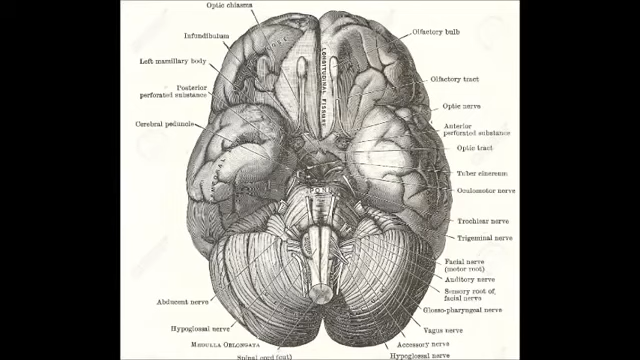 Optic chiasma
Infundibulum
Left mamillary body
Posterior
perforated substance
Cerebral peduncle
Olfactory bulb
Olfactory tract
Optic nerve
Anterior
perforated substance
Optic tract
Tuber cinereum
Oculomotor nerve
Trochlear nerve
Trigeminal nerve
Facial nerve
(motor root)
Auditory nerve
Sensory root of
facial nerve
Glosso-pharyngeal nerve
Vagus nerve
Accessory nerve
Hypoglossal nerve
Abducent nerve
Hypoglossal nerve
MEDULLA OBLONGATA
Spinal cord (cut)
LONGITUDINAL FISSURE
PONS
TEMPORAL